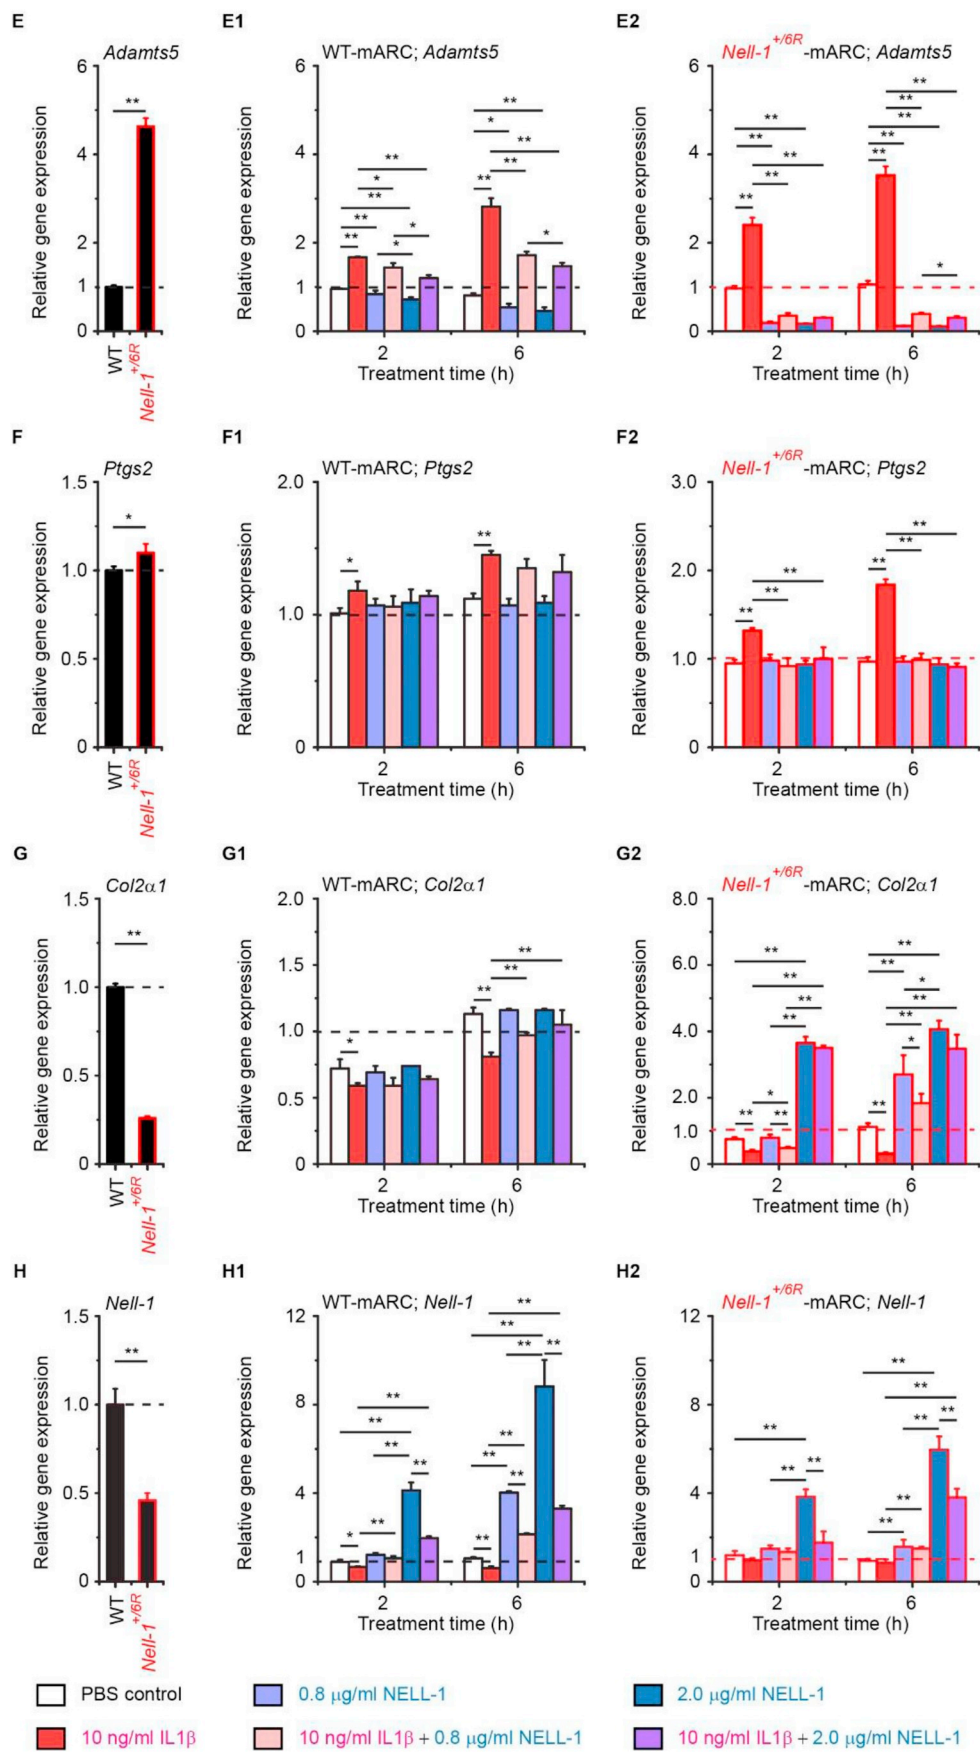 E
Adamts5
Relative gene expression
6
4
2
1
0
**
WT
Nell-1+/6R
E1
WT-mARC; Adamts5
Relative gene expression
6
4
2
1
0
** ** ** * ** * *
** * ** ** ** *
2 6
Treatment time (h)
E2
Nell-1+/6R-mARC; Adamts5
Relative gene expression
6
4
2
1
0
** ** ** ** **
** ** ** ** ** *
2 6
Treatment time (h)
F
Ptgs2
Relative gene expression
1.5
1.0
0.5
0
*
WT
Nell-1+/6R
F1
WT-mARC; Ptgs2
Relative gene expression
2.0
1.0
0
* **
2 6
Treatment time (h)
F2
Nell-1+/6R-mARC; Ptgs2
Relative gene expression
3.0
2.0
1.0
0
** ** **
** ** **
2 6
Treatment time (h)
G
Col2α1
Relative gene expression
1.5
1.0
0.5
0
**
WT
Nell-1+/6R
G1
WT-mARC; Col2α1
Relative gene expression
2.0
1.5
1.0
0.5
0
* ** ** **
2 6
Treatment time (h)
G2
Nell-1+/6R-mARC; Col2α1
Relative gene expression
8.0
6.0
4.0
2.0
1.0
0
** ** ** ** * **
** ** ** * ** ** *
2 6
Treatment time (h)
H
Nell-1
Relative gene expression
1.5
1.0
0.5
0
**
WT
Nell-1+/6R
H1
WT-mARC; Nell-1
Relative gene expression
12
8
4
1
0
* ** ** ** ** **
** ** ** ** ** ** ** **
2 6
Treatment time (h)
H2
Nell-1+/6R-mARC; Nell-1
Relative gene expression
12
8
4
1
0
** ** **
** ** ** ** ** **
2 6
Treatment time (h)
PBS control
0.8 μg/ml NELL-1
2.0 μg/ml NELL-1
10 ng/ml IL1β
10 ng/ml IL1β + 0.8 μg/ml NELL-1
10 ng/ml IL1β + 2.0 μg/ml NELL-1